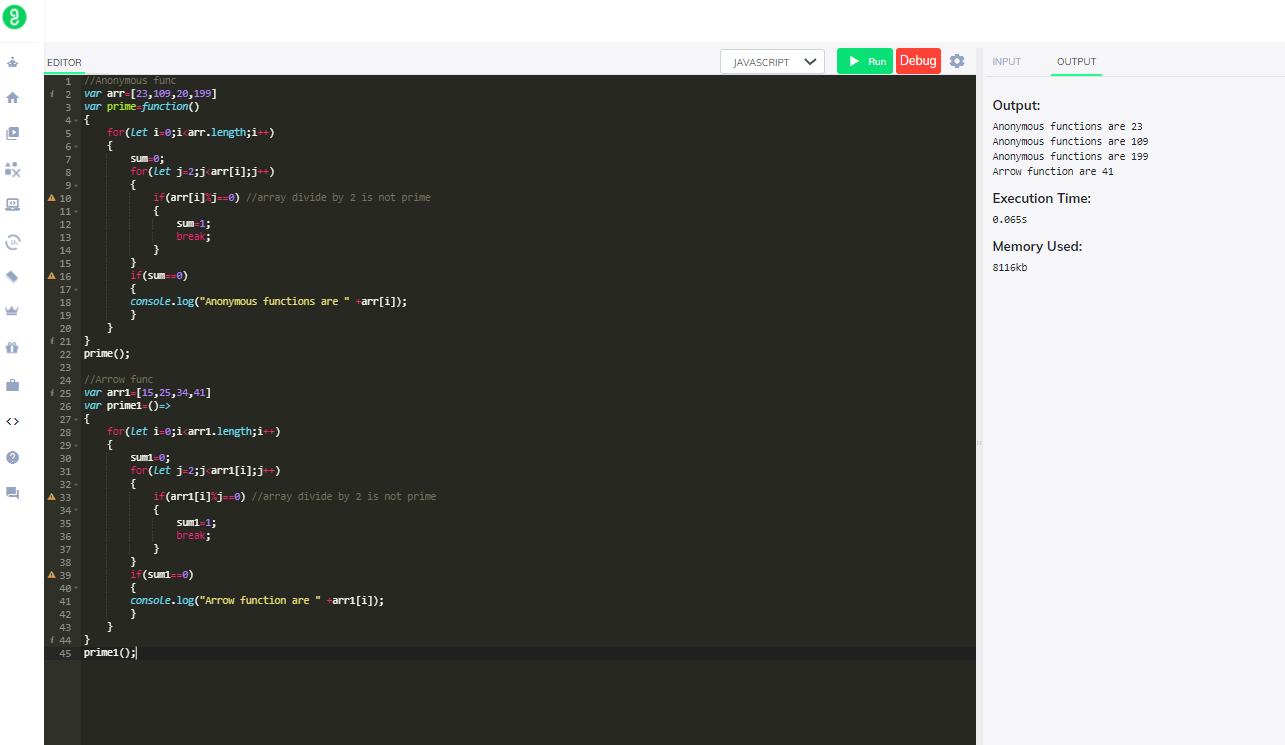 EDITOR
JAVASCRIPT
Run
Debug
1 //Anonymous func
2 var arr=[23,109,20,199]
3 var prime=function()
4 {
5 for(let i=0;i<arr.length;i++)
6 {
7 sum=0;
8 for(let j=2;j<arr[i];j++)
9 {
10 if(arr[i]%j==0) //array divide by 2 is not prime
11 {
12 sum=1;
13 break;
14 }
15 }
16 if(sum==0)
17 {
18 console.log("Anonymous functions are " +arr[i]);
19 }
20 }
21 }
22 prime();
23
24 //Arrow func
25 var arr1=[15,25,34,41]
26 var prime1=()=>
27 {
28 for(let i=0;i<arr1.length;i++)
29 {
30 sum1=0;
31 for(let j=2;j<arr1[i];j++)
32 {
33 if(arr1[i]%j==0) //array divide by 2 is not prime
34 {
35 sum1=1;
36 break;
37 }
38 }
39 if(sum1==0)
40 {
41 console.log("Arrow function are " +arr1[i]);
42 }
43 }
44 }
45 prime1();
INPUT
OUTPUT
Output:
Anonymous functions are 23
Anonymous functions are 109
Anonymous functions are 199
Arrow function are 41
Execution Time:
0.065s
Memory Used:
8116kb